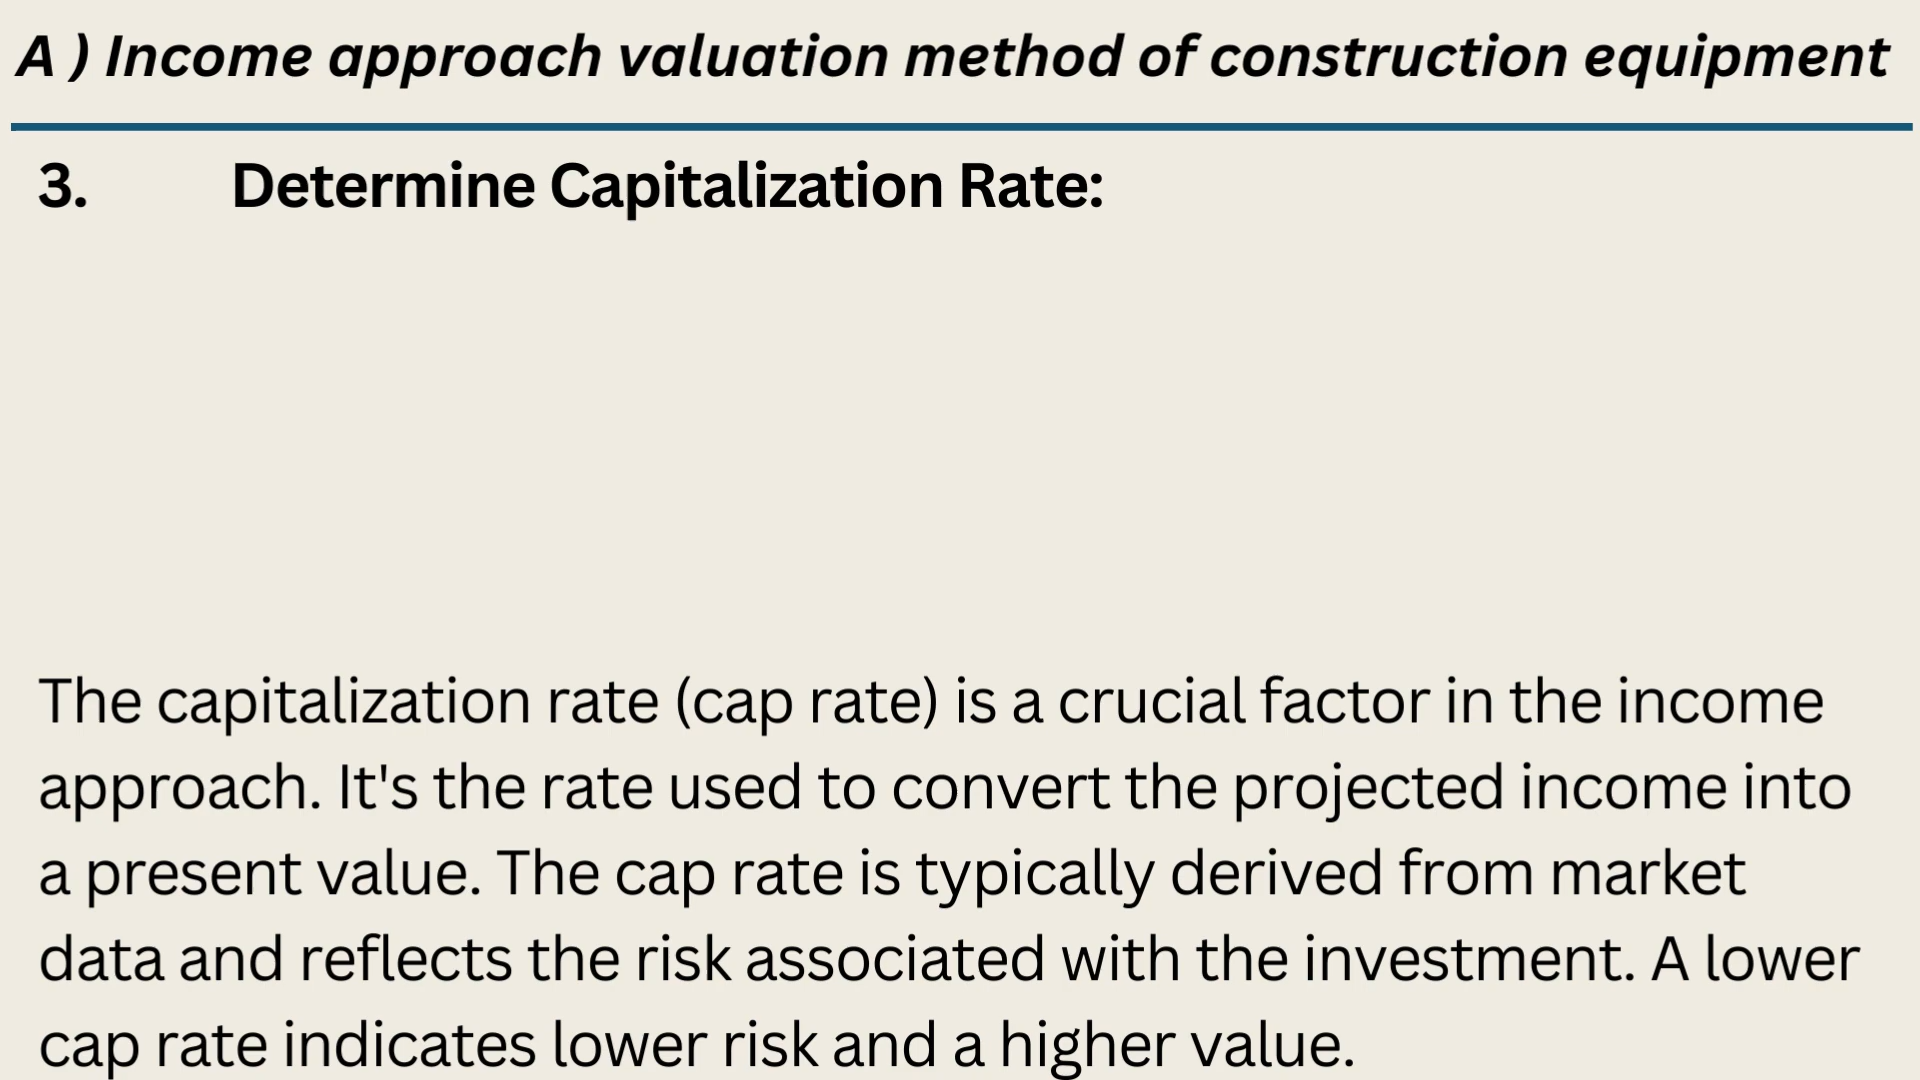 A ) Income approach valuation method of construction equipment
3. Determine Capitalization Rate:
The capitalization rate (cap rate) is a crucial factor in the income
approach. It's the rate used to convert the projected income into
a present value. The cap rate is typically derived from market
data and reflects the risk associated with the investment. A lower
cap rate indicates lower risk and a higher value.